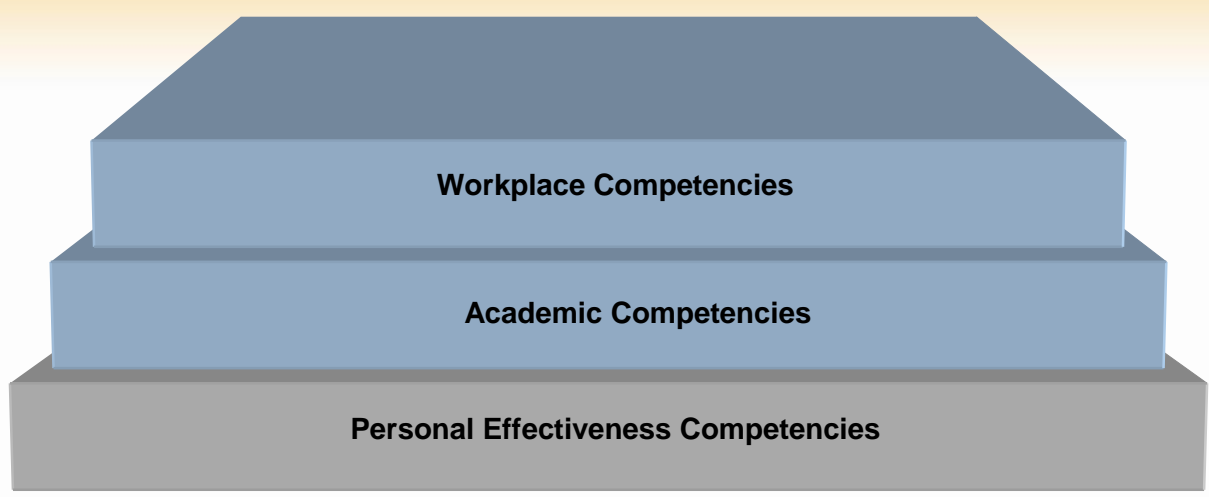 Workplace Competencies
Academic Competencies
Personal Effectiveness Competencies